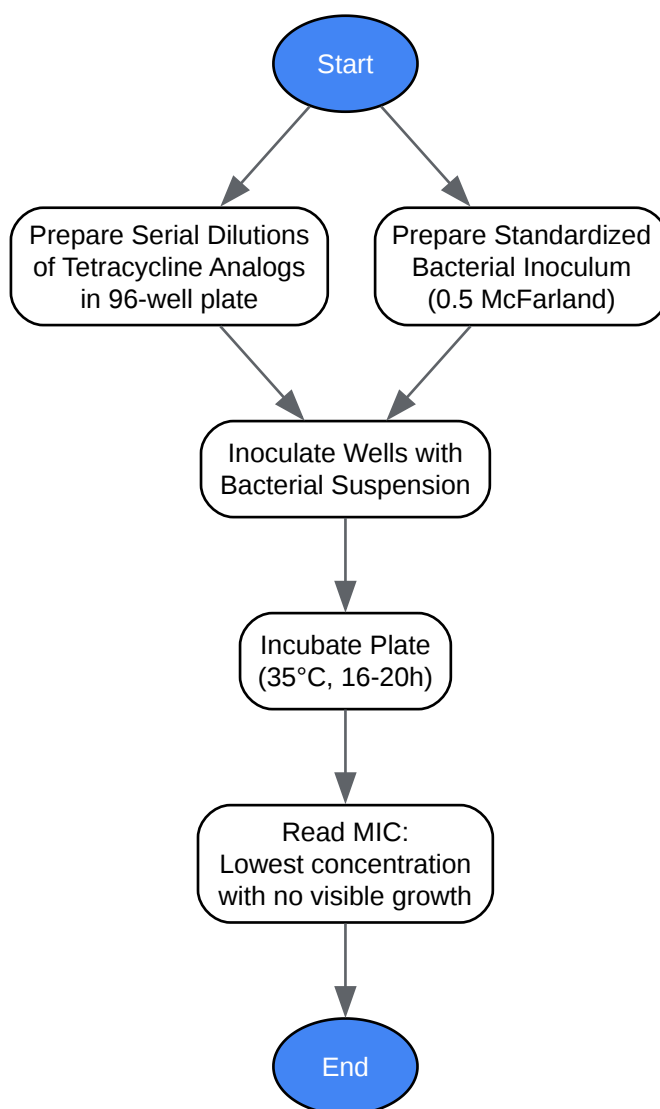 Start
Prepare Serial Dilutions
of Tetracycline Analogs
in 96-well plate
Prepare Standardized
Bacterial Inoculum
(0.5 McFarland)
Inoculate Wells with
Bacterial Suspension
Incubate Plate
(35°C, 16-20h)
Read MIC:
Lowest concentration
with no visible growth
End